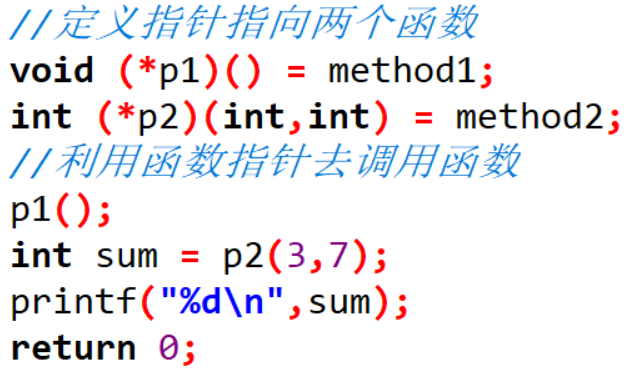 //定义指针指向两个函数
void (*p1)() = method1;
int (*p2)(int,int) = method2;
//利用函数指针去调用函数
p1();
int sum = p2(3,7);
printf("%d\n",sum);
return 0;